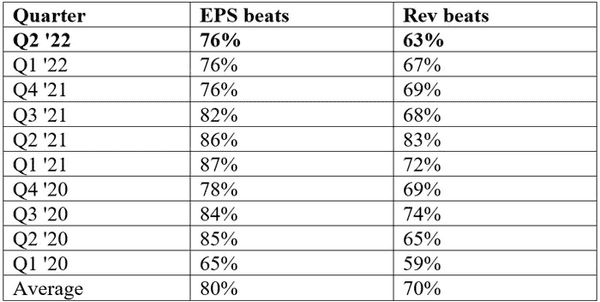 Quarter EPS beats Rev beats
Q2 '22 76% 63%
Q1 '22 76% 67%
Q4 '21 76% 69%
Q3 '21 82% 68%
Q2 '21 86% 83%
Q1 '21 87% 72%
Q4 '20 78% 69%
Q3 '20 84% 74%
Q2 '20 85% 65%
Q1 '20 65% 59%
Average 80% 70%